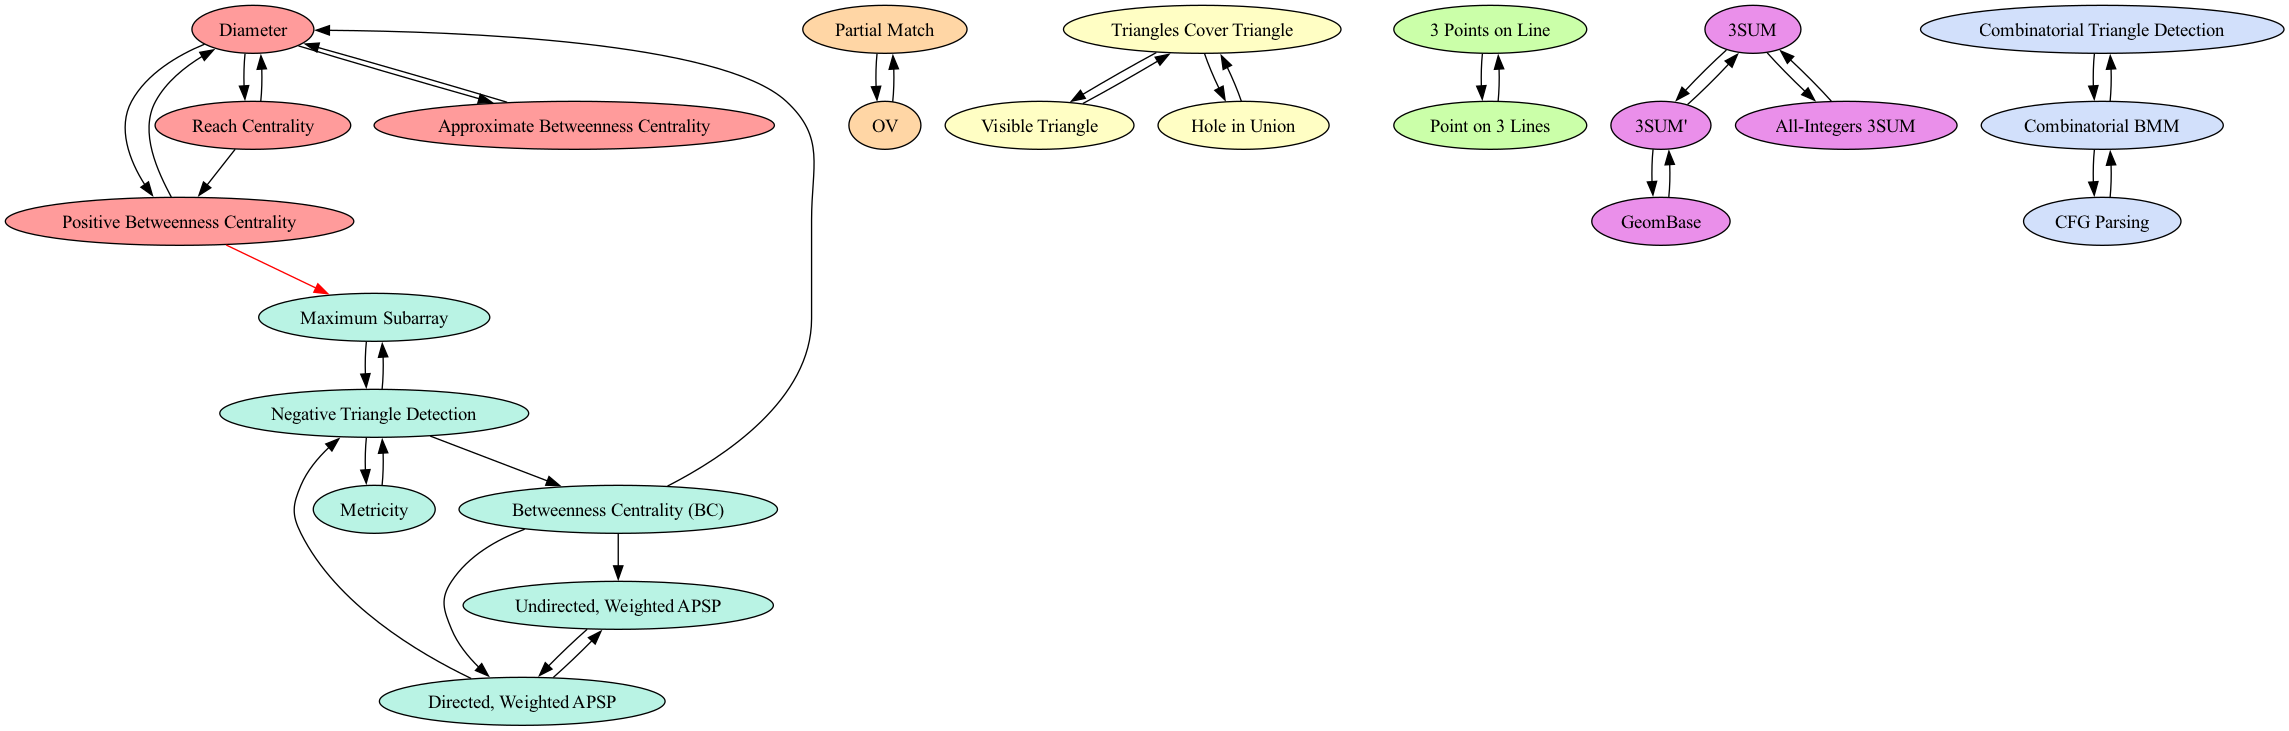 Diameter
Partial Match
Triangles Cover Triangle
3 Points on Line
3SUM
Combinatorial Triangle Detection
Reach Centrality
Approximate Betweenness Centrality
OV
Visible Triangle
Hole in Union
Point on 3 Lines
3SUM'
All-Integers 3SUM
Combinatorial BMM
Positive Betweenness Centrality
GeomBase
CFG Parsing
Maximum Subarray
Negative Triangle Detection
Metricity
Betweenness Centrality (BC)
Undirected, Weighted APSP
Directed, Weighted APSP